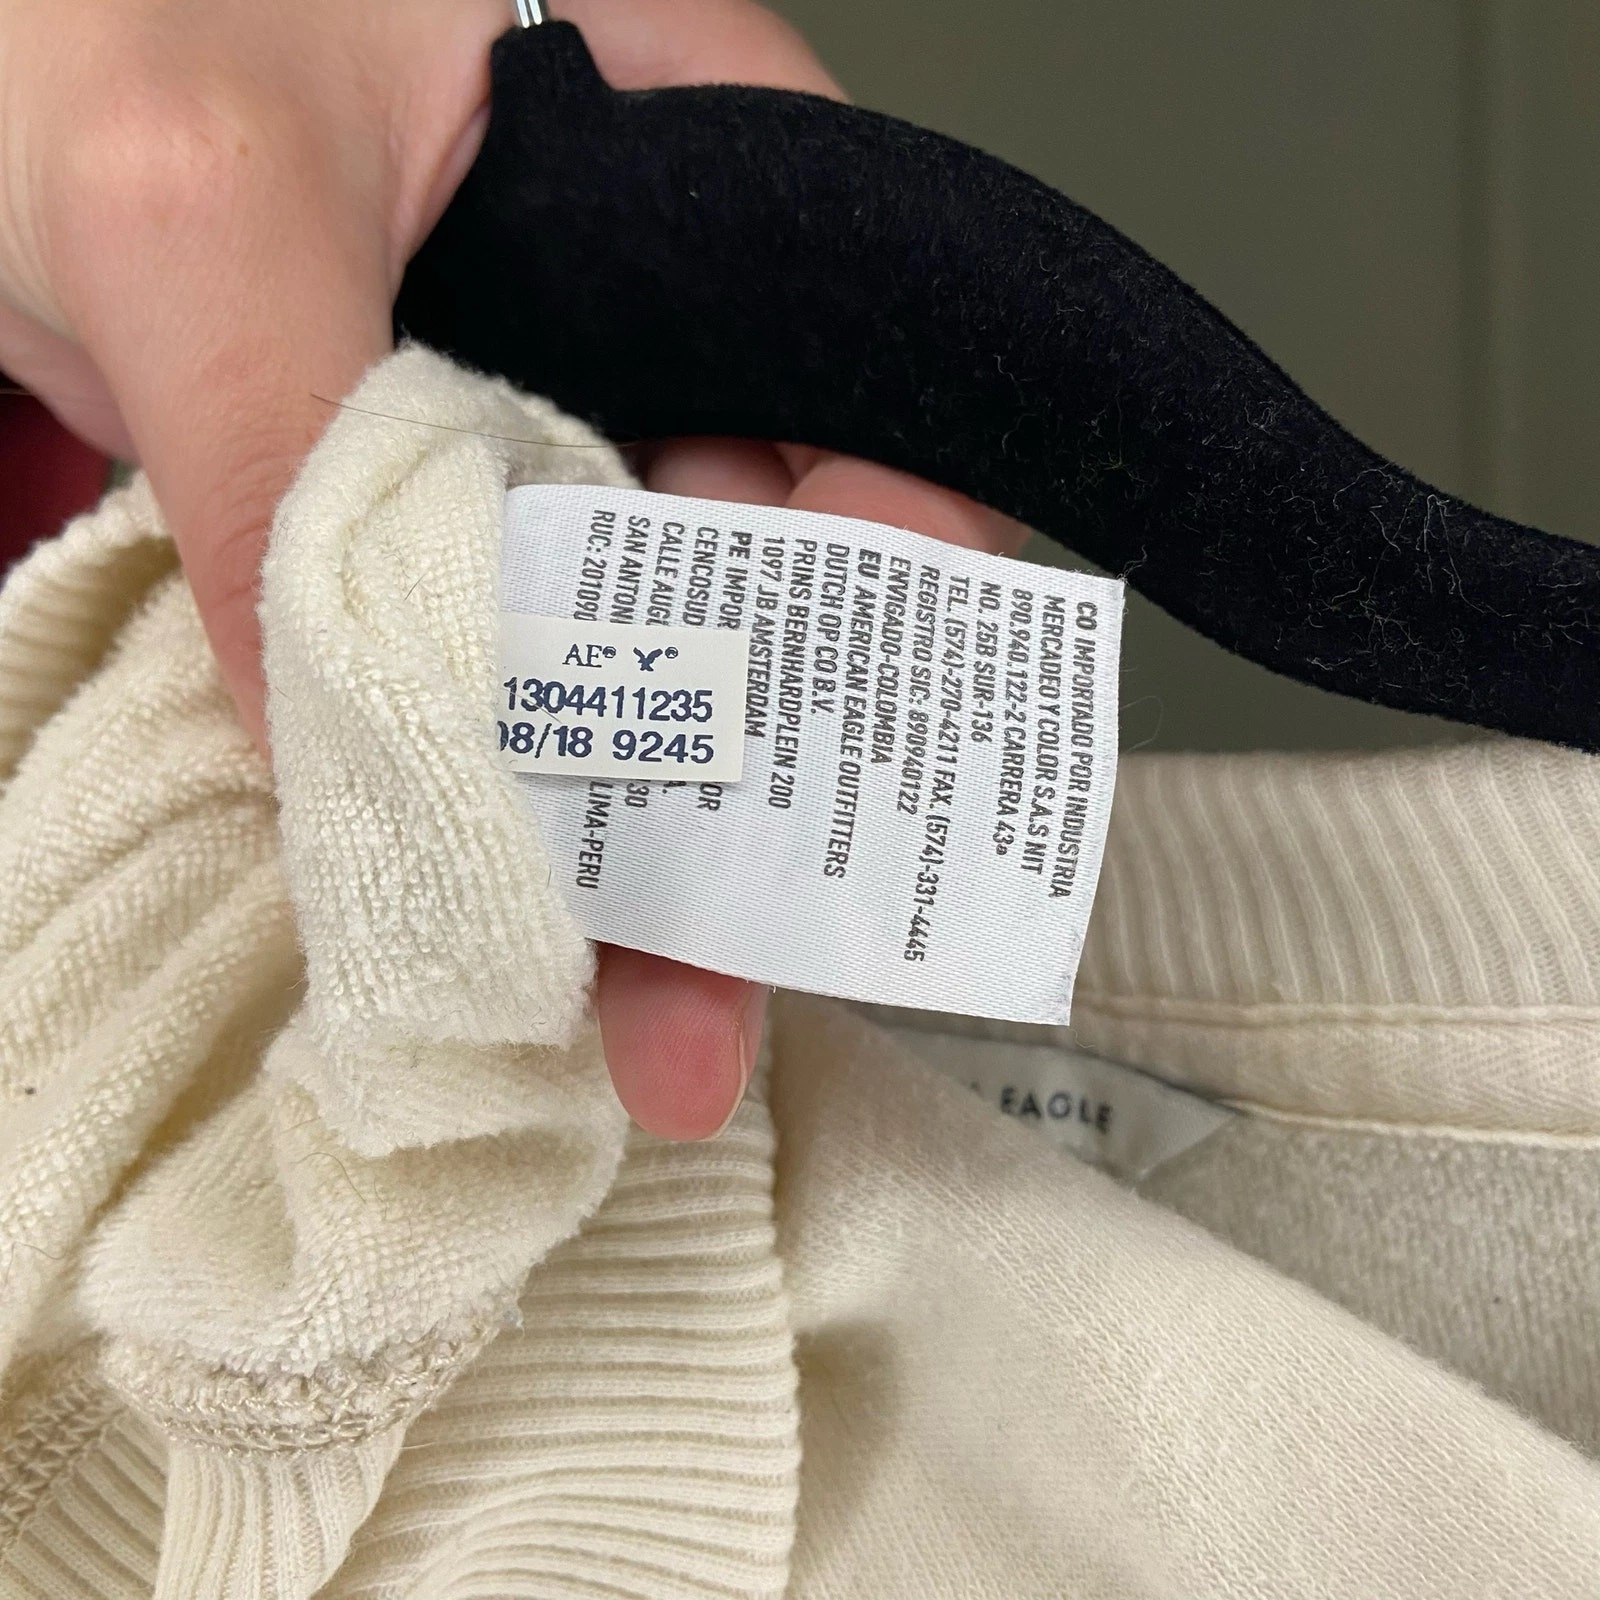 CO IMPORTADO POR INDUSTRIA
MERCADEO Y COLOR S.A.S NIT
890.940.122-2 CARRERA 43a
NO. 25B SUR-136
TEL. (574)-270-4211 FAX. (574)-331-4445
REGISTRO SIC: 890940122
ENVIGADO-COLOMBIA
EU AMERICAN EAGLE OUTFITTERS
DUTCH OP CO B.V.
PRINS BERNHARDPLEIN 200
1097 JB AMSTERDAM
PE IMPOR
CENCOSUD
CALLE AUG
SAN ANTON
RUC: 201090
OR
A.
30
LIMA-PERU
AE® ®
1304411235
08/18 9245
EAGLE